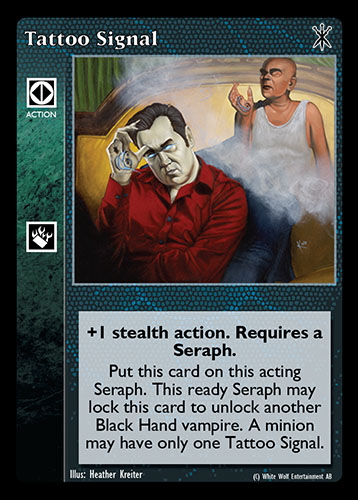 Tattoo Signal
ACTION
+1 stealth action. Requires a
Seraph.
Put this card on this acting
Seraph. This ready Seraph may
lock this card to unlock another
Black Hand vampire. A minion
may have only one Tattoo Signal.
Illus: Heather Kreiter
(C) White Wolf Entertainment AB